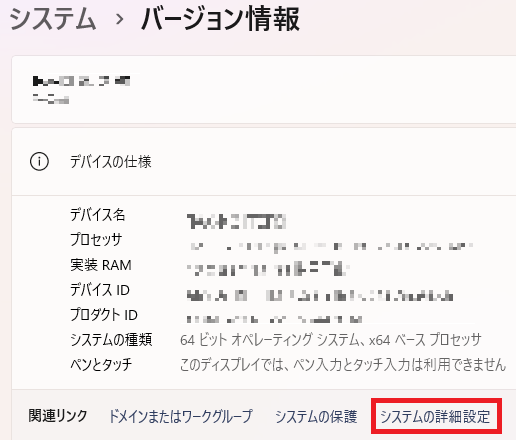 システム › バージョン情報
デバイスの仕様
デバイス名
プロセッサ
実装 RAM
デバイス ID
プロダクト ID
システムの種類 64 ビット オペレーティング システム、x64 ベース プロセッサ
ペンとタッチ このディスプレイでは、ペン入力とタッチ入力は利用できません
関連リンク ドメインまたはワークグループ システムの保護 システムの詳細設定